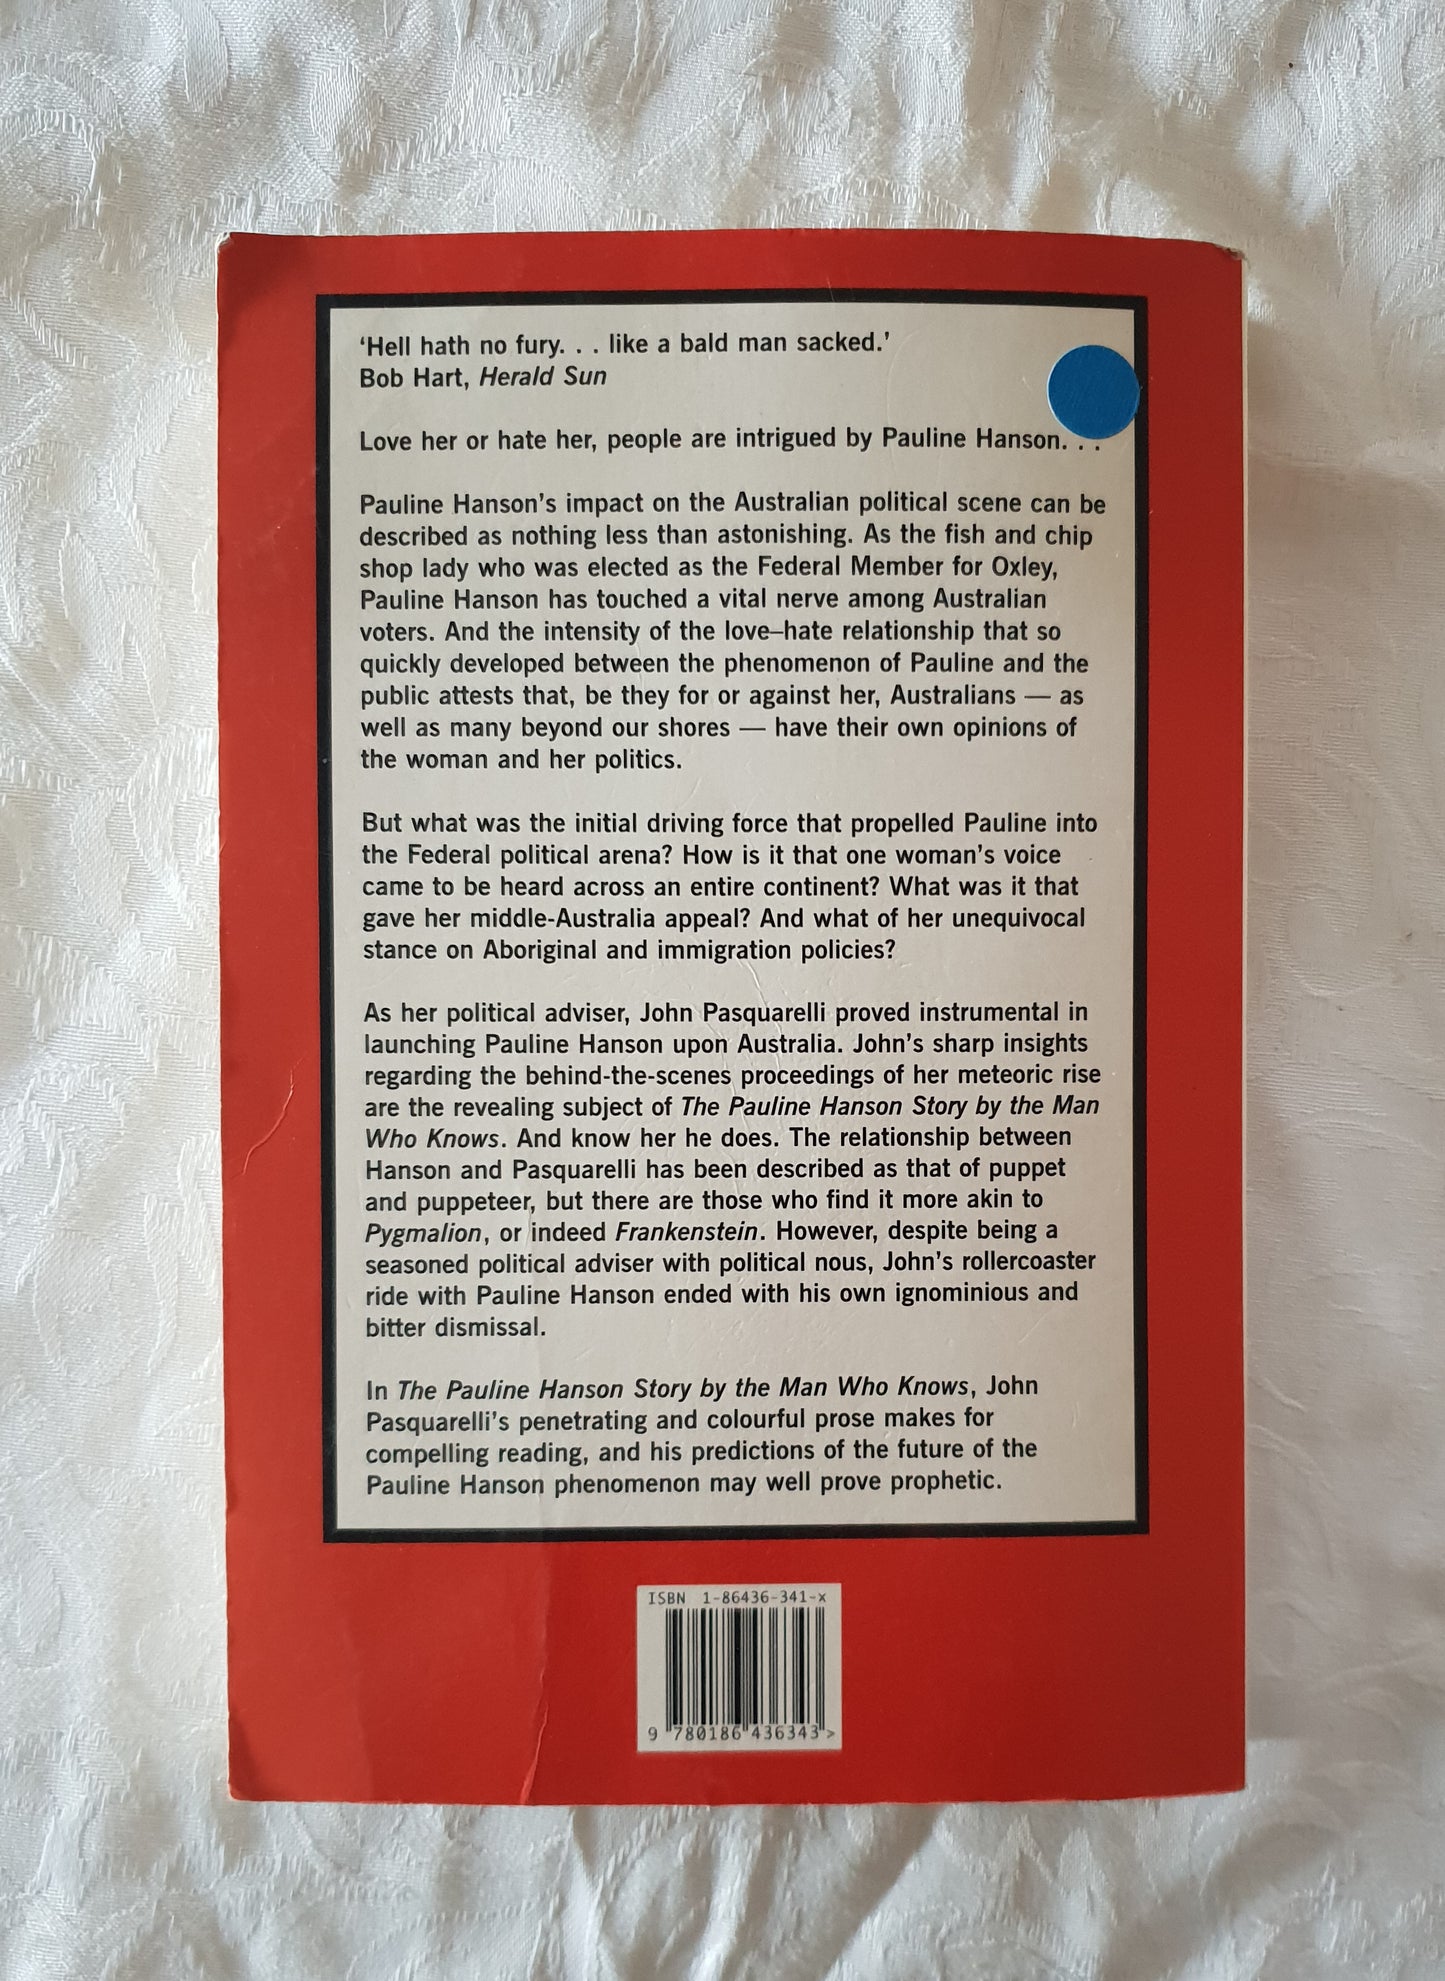 ‘Hell hath no fury. . . like a bald man sacked.’
Bob Hart, Herald Sun
Love her or hate her, people are intrigued by Pauline Hanson. . .
Pauline Hanson’s impact on the Australian political scene can be
described as nothing less than astonishing. As the fish and chip
shop lady who was elected as the Federal Member for Oxley,
Pauline Hanson has touched a vital nerve among Australian
voters. And the intensity of the love–hate relationship that so
quickly developed between the phenomenon of Pauline and the
public attests that, be they for or against her, Australians — as
well as many beyond our shores — have their own opinions of
the woman and her politics.
But what was the initial driving force that propelled Pauline into
the Federal political arena? How is it that one woman’s voice
came to be heard across an entire continent? What was it that
gave her middle-Australia appeal? And what of her unequivocal
stance on Aboriginal and immigration policies?
As her political adviser, John Pasquarelli proved instrumental in
launching Pauline Hanson upon Australia. John’s sharp insights
regarding the behind-the-scenes proceedings of her meteoric rise
are the revealing subject of The Pauline Hanson Story by the Man
Who Knows. And know her he does. The relationship between
Hanson and Pasquarelli has been described as that of puppet
and puppeteer, but there are those who find it more akin to
Pygmalion, or indeed Frankenstein. However, despite being a
seasoned political adviser with political nous, John’s rollercoaster
ride with Pauline Hanson ended with his own ignominious and
bitter dismissal.
In The Pauline Hanson Story by the Man Who Knows, John
Pasquarelli’s penetrating and colourful prose makes for
compelling reading, and his predictions of the future of the
Pauline Hanson phenomenon may well prove prophetic.
ISBN 1-86436-341-x
9 780186 436343 >